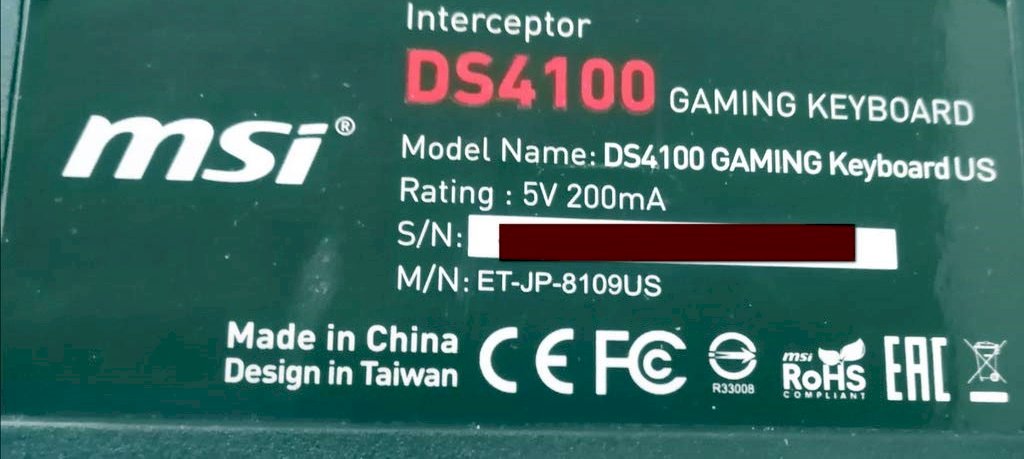 Interceptor
DS4100 GAMING KEYBOARD
msi®
Model Name: DS4100 GAMING Keyboard US
Rating : 5V 200mA
S/N:
M/N: ET-JP-8109US
Made in China
Design in Taiwan
CE FC
R33008
msi
RoHS
COMPLIANT
EAC